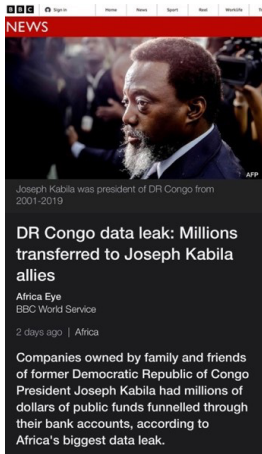 BBC Sign in Home News Sport Reel Worklife
NEWS
AFP
Joseph Kabila was president of DR Congo from
2001-2019
DR Congo data leak: Millions
transferred to Joseph Kabila
allies
Africa Eye
BBC World Service
2 days ago | Africa
Companies owned by family and friends
of former Democratic Republic of Congo
President Joseph Kabila had millions of
dollars of public funds funnelled through
their bank accounts, according to
Africa's biggest data leak.